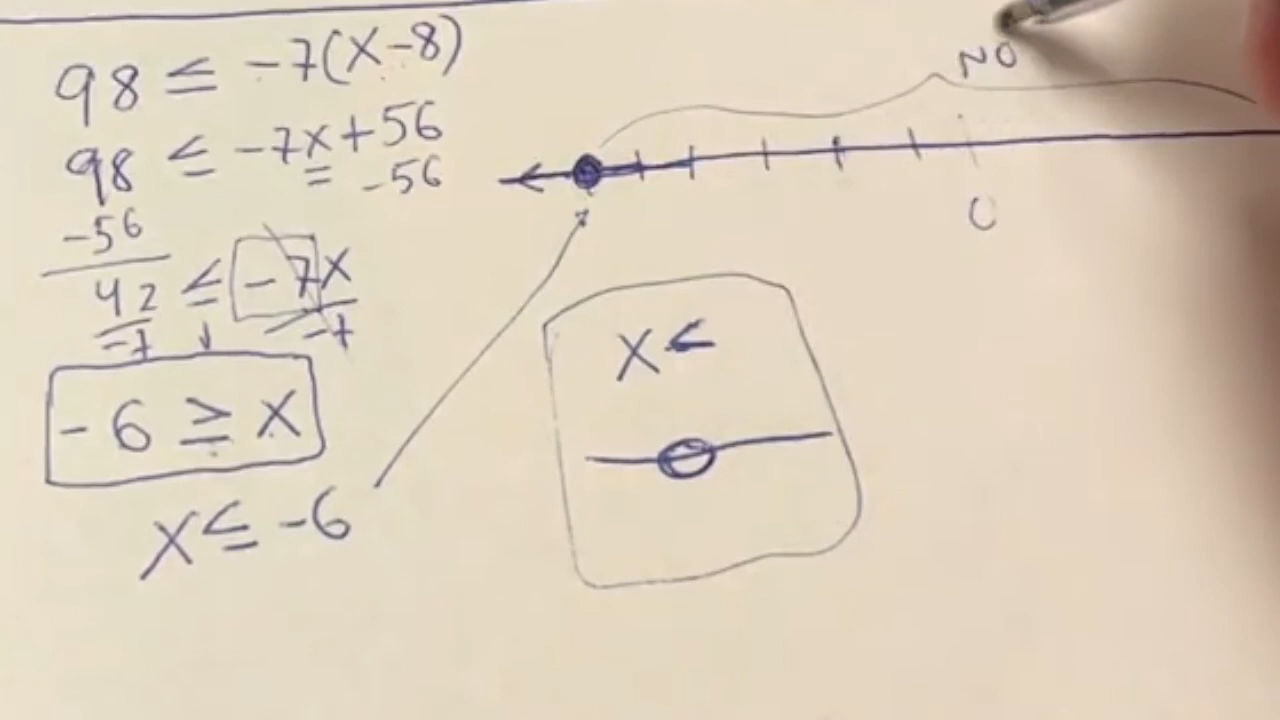 98 ≤ -7(x-8)
98 ≤ -7x+56
-56 -56
42 ≤ -7x
-7 -7
-6 ≥ x
x ≤ -6
NO
0
x <